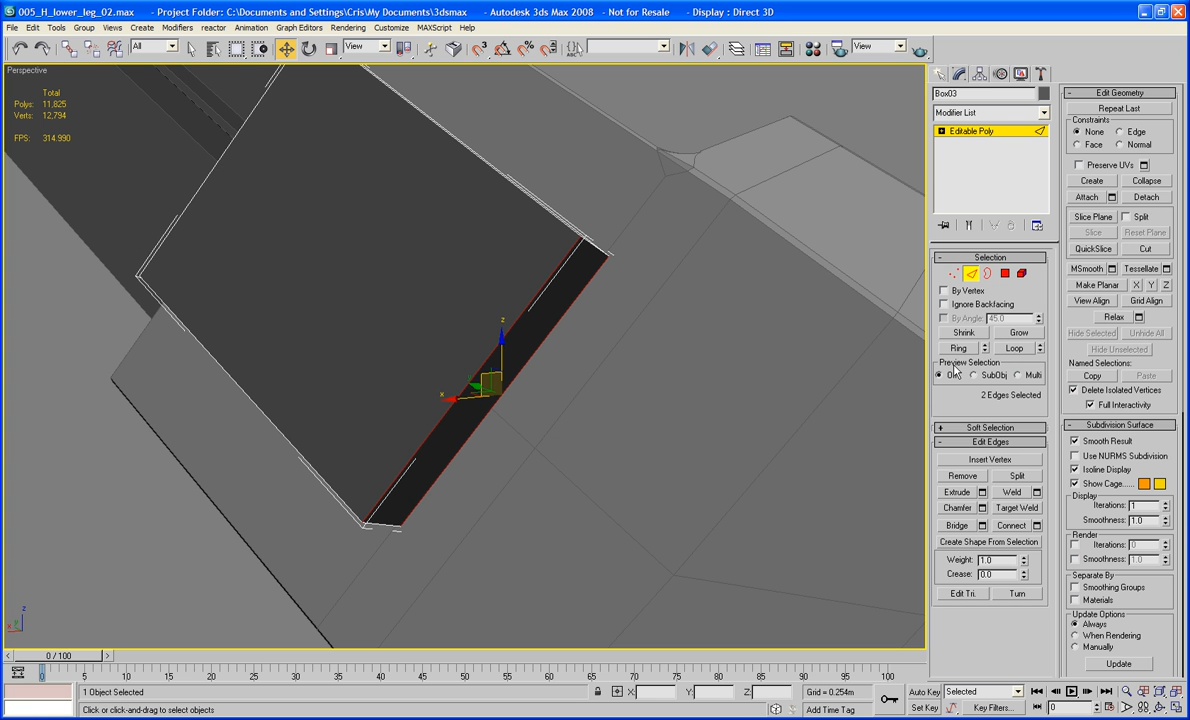 005_H_lower_leg_02.max - Project Folder: C:\Documents and Settings\Cris\My Documents\3dsmax - Autodesk 3ds Max 2008 - Not for Resale - Display : Direct 3D
File Edit Tools Group Views Create Modifiers reactor Animation Graph Editors Rendering Customize MAXScript Help
All View View
Perspective
Total
Polys: 11,825
Verts: 12,794
FPS: 314.990
z
x
z
x
Box03
Modifier List
Editable Poly
- Selection
By Vertex
Ignore Backfacing
By Angle: 45.0
Shrink Grow
Ring Loop
Preview Selection
SubObj Multi
2 Edges Selected
+ Soft Selection
- Edit Edges
Insert Vertex
Remove Split
Extrude Weld
Chamfer Target Weld
Bridge Connect
Create Shape From Selection
Weight: 1.0
Crease: 0.0
Edit Tri. Turn
- Edit Geometry
Repeat Last
Constraints
None Edge
Face Normal
Preserve UVs
Create Collapse
Attach Detach
Slice Plane Split
Slice Reset Plane
QuickSlice Cut
MSmooth Tessellate
Make Planar X Y Z
View Align Grid Align
Relax
Hide Selected Unhide All
Hide Unselected
Named Selections:
Copy Paste
Delete Isolated Vertices
Full Interactivity
- Subdivision Surface
Smooth Result
Use NURMS Subdivision
Isoline Display
Show Cage......
Display
Iterations: 1
Smoothness: 1.0
Render
Iterations: 0
Smoothness: 1.0
Separate By
Smoothing Groups
Materials
Update Options
Always
When Rendering
Manually
Update
< 0 / 100 >
0 5 10 15 20 25 30 35 40 45 50 55 60 65 70 75 80 85 90 95 100
1 Object Selected X: Y: Z: Grid = 0.254m Auto Key Selected
Click or click-and-drag to select objects Add Time Tag Set Key Key Filters... 0